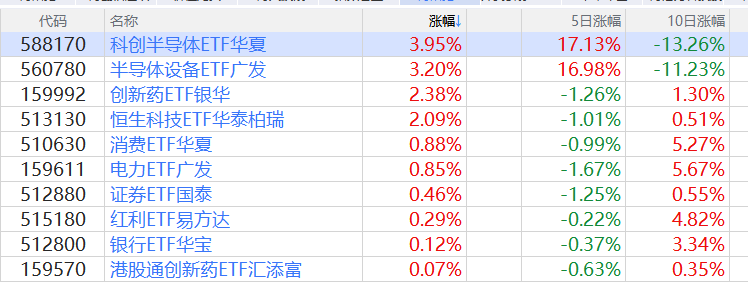 代码 名称 涨幅↓ 5日涨幅 10日涨幅
588170 科创半导体ETF华夏 3.95% 17.13% -13.26%
560780 半导体设备ETF广发 3.20% 16.98% -11.23%
159992 创新药ETF银华 2.38% -1.26% 1.30%
513130 恒生科技ETF华泰柏瑞 2.09% -1.01% 0.51%
510630 消费ETF华夏 0.88% -0.99% 5.27%
159611 电力ETF广发 0.85% -1.67% 5.67%
512880 证券ETF国泰 0.46% -1.25% 0.55%
515180 红利ETF易方达 0.29% -0.22% 4.82%
512800 银行ETF华宝 0.12% -0.37% 3.34%
159570 港股通创新药ETF汇添富 0.07% -0.63% 0.35%